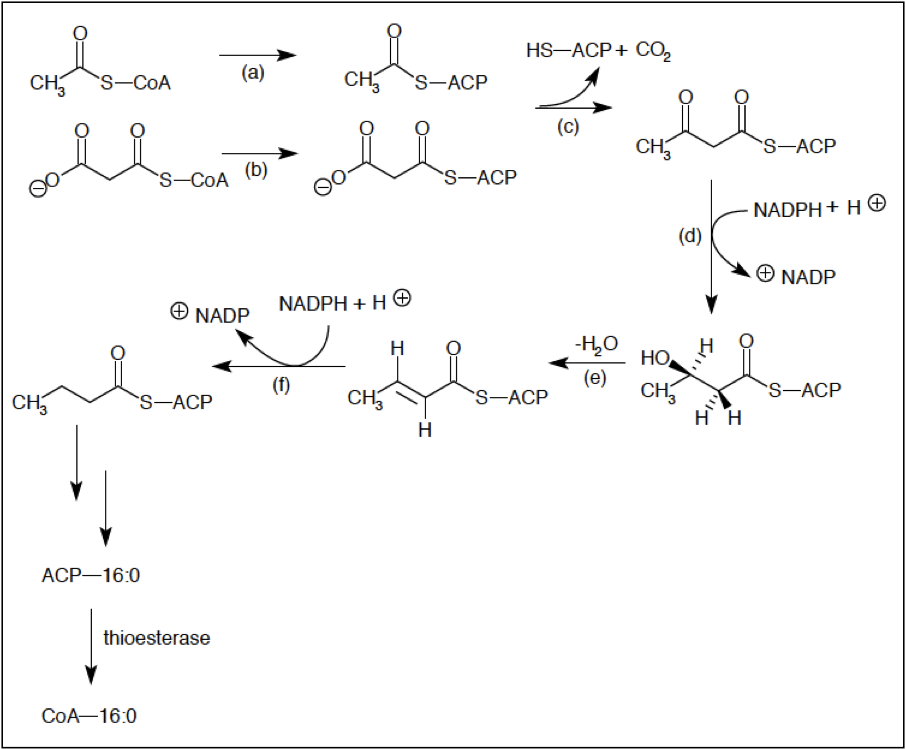 O O HS—ACP + CO₂
CH₃ S—CoA (a) CH₃ S—ACP
(c) O O
CH₃ S—ACP
O O O O
⊖O S—CoA (b) ⊖O S—ACP
NADPH + H ⊕
(d)
⊕ NADP
⊕ NADP NADPH + H ⊕
O H O -H₂O HO H O
(f) (e)
CH₃ S—ACP CH₃ S—ACP CH₃ S—ACP
H H H
ACP—16:0
thioesterase
CoA—16:0